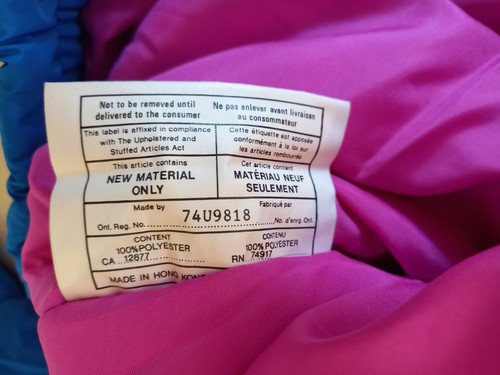 Not to be removed until delivered to the consumer
Ne pas enlever avant livraison au consommateur
This label is affixed in compliance with The Upholstered and Stuffed Articles Act
Cette étiquette est apposée conformément à la loi sur les articles rembourrés
This article contains
NEW MATERIAL ONLY
Cet article contient
MATÉRIAU NEUF SEULEMENT
Made by
Fabriqué par
Ont. Reg. No. 74U9818 No. d'enrg. Ont.
CONTENT
100% POLYESTER
CA 12877
CONTENU
100% POLYESTER
RN 74917
MADE IN HONG KONG